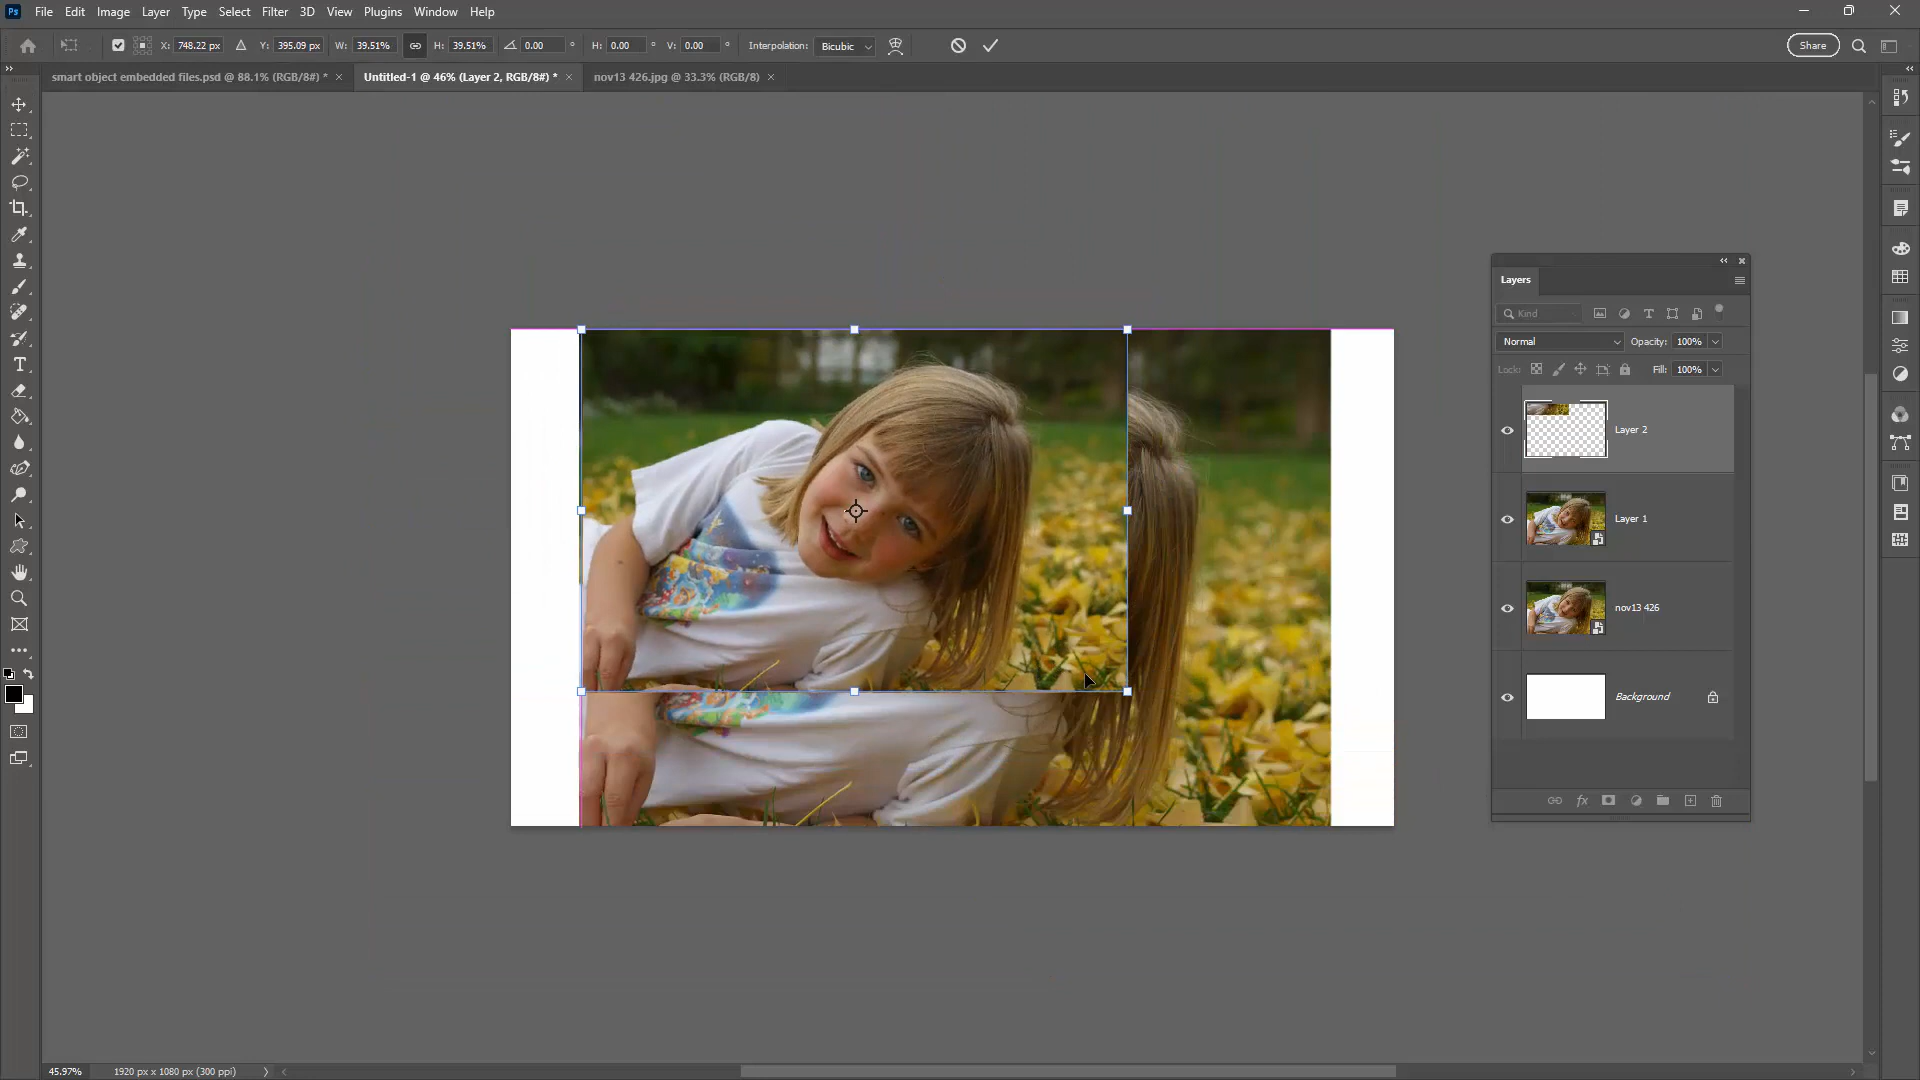 Ps File Edit Image Layer Type Select Filter 3D View Plugins Window Help
X: 748.22 px Y: 395.09 px W: 39.51% H: 39.51% 0.00 ° H: 0.00 ° V: 0.00 ° Interpolation: Bicubic Share
smart object embedded files.psd @ 88.1% (RGB/8#) * × Untitled-1 @ 46% (Layer 2, RGB/8#) * × nov13 426.jpg @ 33.3% (RGB/8) ×
Layers
Kind
Normal Opacity: 100%
Lock: Fill: 100%
Layer 2
Layer 1
nov13 426
Background
45.97% 1920 px x 1080 px (300 ppi)